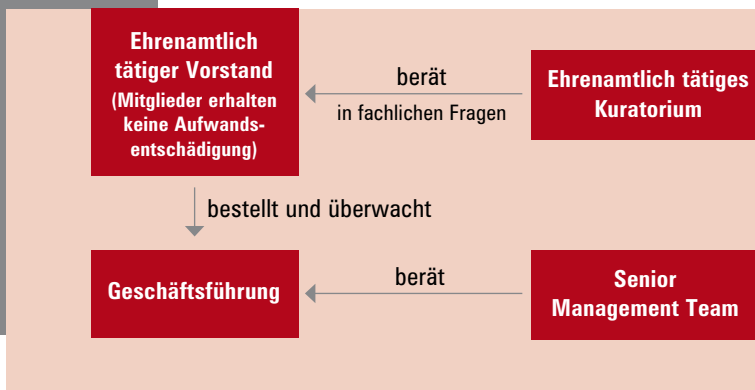 Ehrenamtlich
tätiger Vorstand
(Mitglieder erhalten
keine Aufwands-
entschädigung)
berät
in fachlichen Fragen
Ehrenamtlich tätiges
Kuratorium
bestellt und überwacht
Geschäftsführung
berät
Senior
Management Team